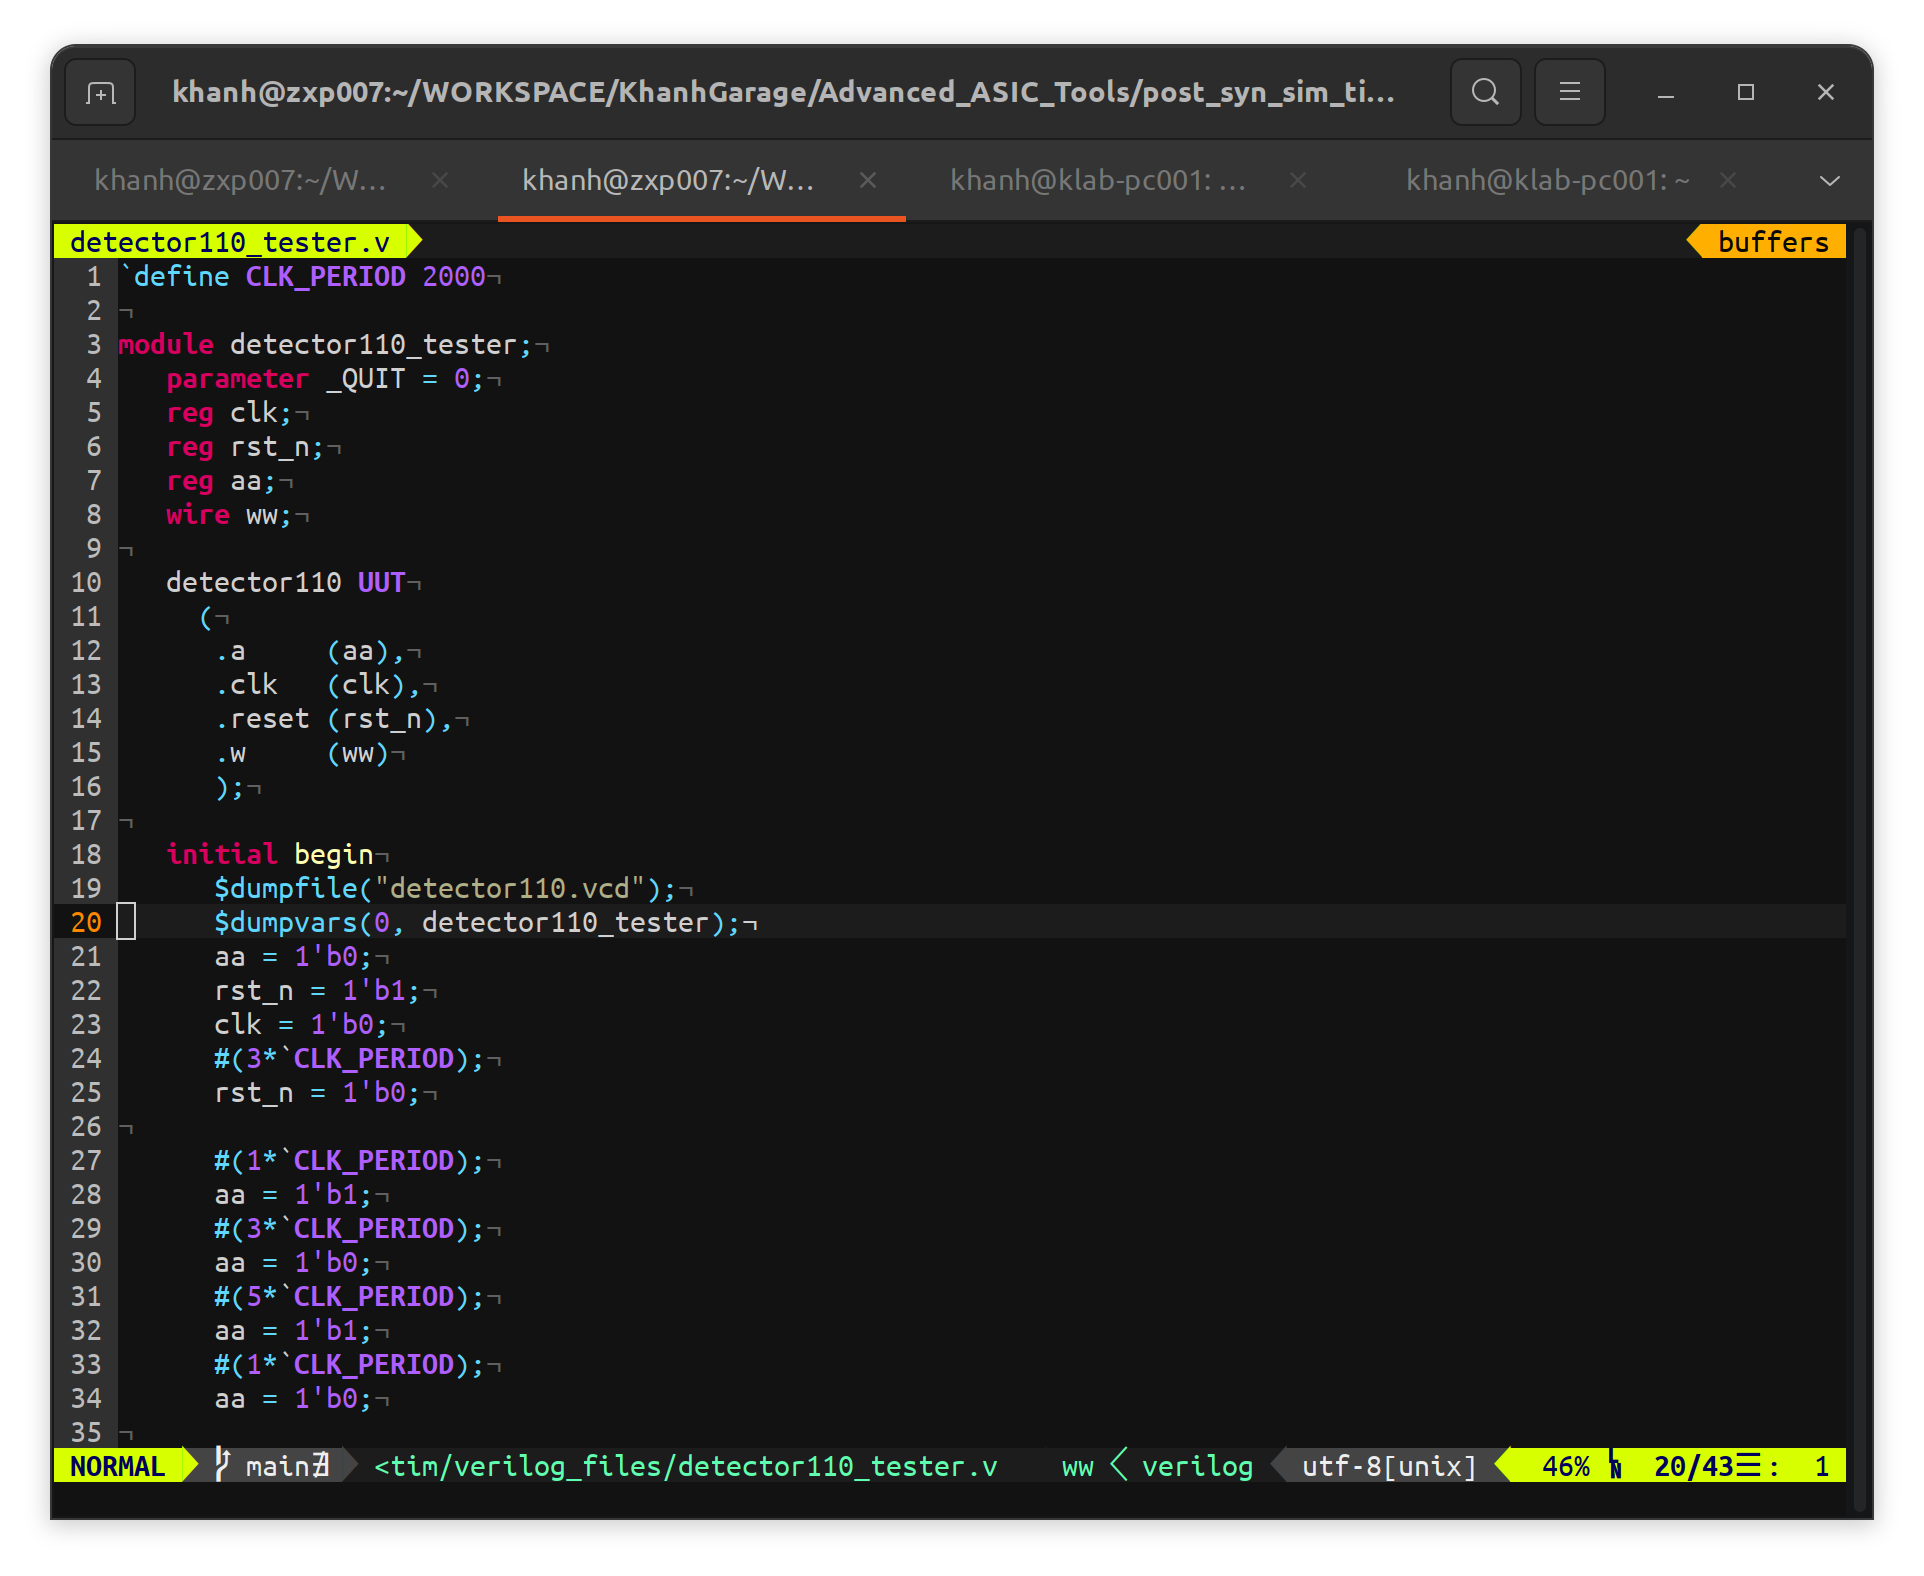 khanh@zxp007:~/WORKSPACE/KhanhGarage/Advanced_ASIC_Tools/post_syn_sim_ti...
khanh@zxp007:~/W... khanh@zxp007:~/W... khanh@klab-pc001: ... khanh@klab-pc001: ~
detector110_tester.v buffers
1 `define CLK_PERIOD 2000¬
2 ¬
3 module detector110_tester;¬
4    parameter _QUIT = 0;¬
5    reg clk;¬
6    reg rst_n;¬
7    reg aa;¬
8    wire ww;¬
9 ¬
10    detector110 UUT¬
11      (¬
12       .a     (aa),¬
13       .clk   (clk),¬
14       .reset (rst_n),¬
15       .w     (ww)¬
16       );¬
17 ¬
18    initial begin¬
19       $dumpfile("detector110.vcd");¬
20       $dumpvars(0, detector110_tester);¬
21       aa = 1'b0;¬
22       rst_n = 1'b1;¬
23       clk = 1'b0;¬
24       #(3*`CLK_PERIOD);¬
25       rst_n = 1'b0;¬
26 ¬
27       #(1*`CLK_PERIOD);¬
28       aa = 1'b1;¬
29       #(3*`CLK_PERIOD);¬
30       aa = 1'b0;¬
31       #(5*`CLK_PERIOD);¬
32       aa = 1'b1;¬
33       #(1*`CLK_PERIOD);¬
34       aa = 1'b0;¬
35 ¬
NORMAL main∄ <tim/verilog_files/detector110_tester.v ww verilog utf-8[unix] 46% 20/43☰: 1